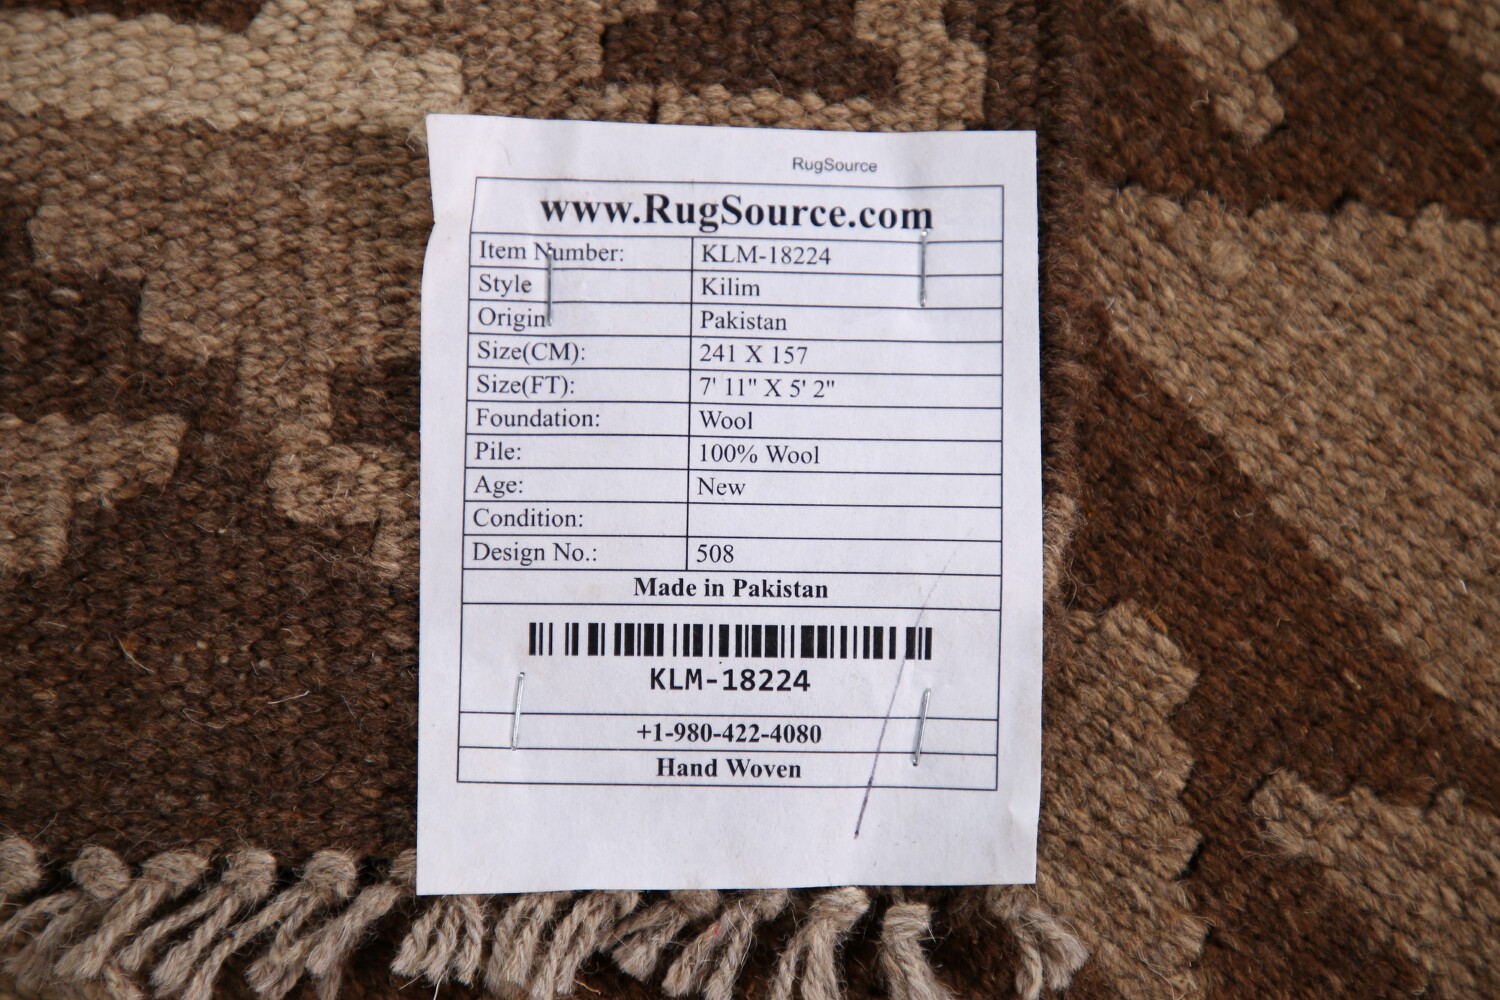 RugSource
www.RugSource.com
Item Number: KLM-18224
Style Kilim
Origin: Pakistan
Size(CM): 241 X 157
Size(FT): 7' 11" X 5' 2"
Foundation: Wool
Pile: 100% Wool
Age: New
Condition:
Design No.: 508
Made in Pakistan
KLM-18224
+1-980-422-4080
Hand Woven